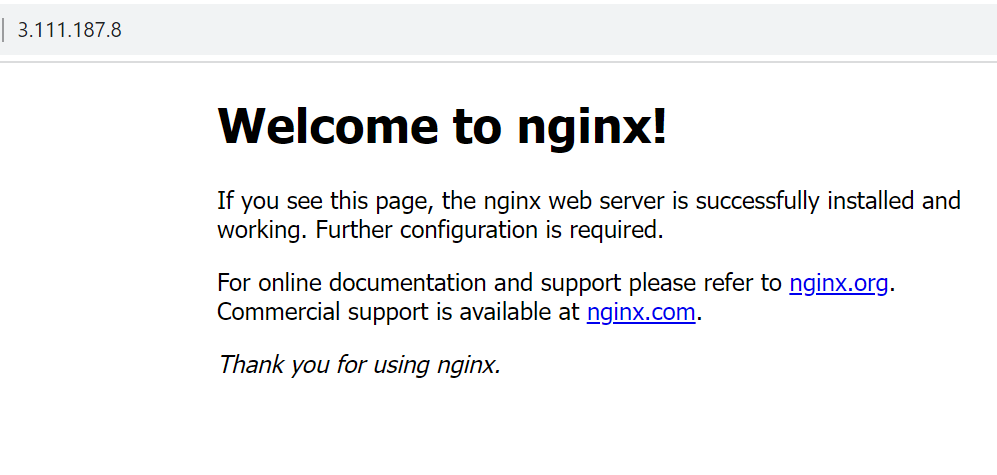 3.111.187.8
Welcome to nginx!
If you see this page, the nginx web server is successfully installed and
working. Further configuration is required.
For online documentation and support please refer to nginx.org.
Commercial support is available at nginx.com.
Thank you for using nginx.